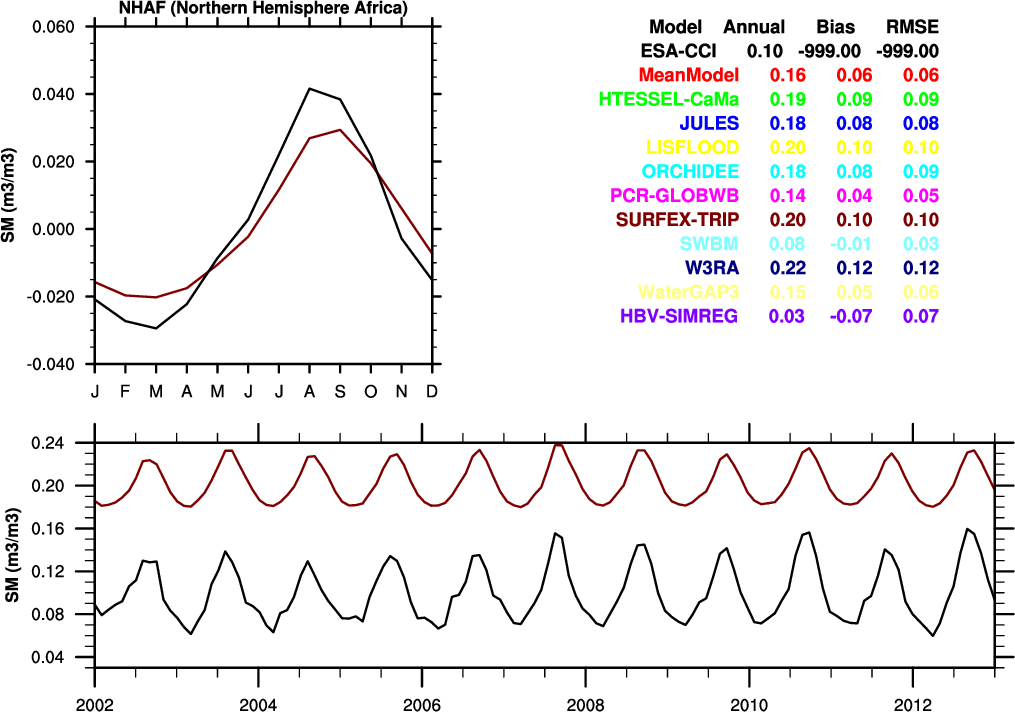 NHAF (Northern Hemisphere Africa)
0.060
0.040
0.020
0.000
-0.020
-0.040
SM (m3/m3)
J F M A M J J A S O N D
Model Annual Bias RMSE
ESA-CCI 0.10 -999.00 -999.00
MeanModel 0.16 0.06 0.06
HTESSEL-CaMa 0.19 0.09 0.09
JULES 0.18 0.08 0.08
LISFLOOD 0.20 0.10 0.10
ORCHIDEE 0.18 0.08 0.09
PCR-GLOBWB 0.14 0.04 0.05
SURFEX-TRIP 0.20 0.10 0.10
SWBM 0.08 -0.01 0.03
W3RA 0.22 0.12 0.12
WaterGAP3 0.15 0.05 0.06
HBV-SIMREG 0.03 -0.07 0.07
0.24
0.20
0.16
0.12
0.08
0.04
SM (m3/m3)
2002 2004 2006 2008 2010 2012